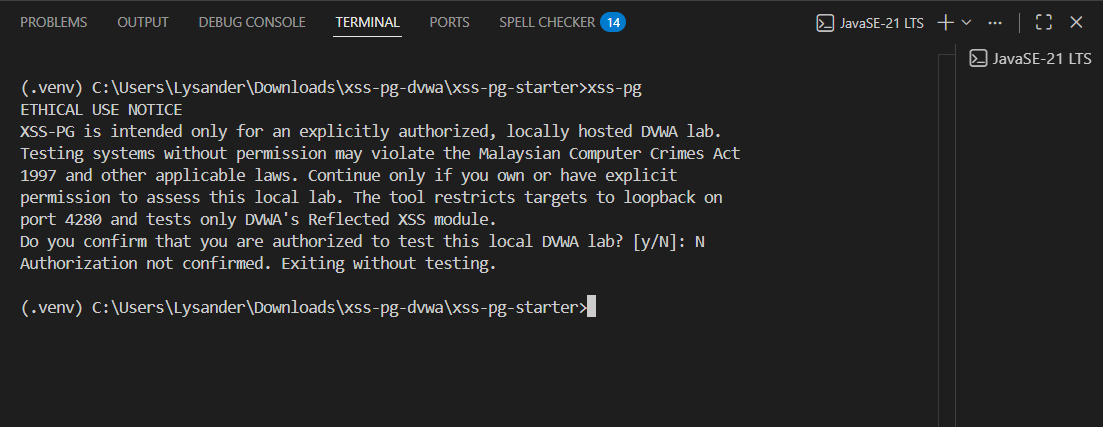 PROBLEMS OUTPUT DEBUG CONSOLE TERMINAL PORTS SPELL CHECKER 14 JavaSE-21 LTS
JavaSE-21 LTS
(.venv) C:\Users\Lysander\Downloads\xss-pg-dvwa\xss-pg-starter>xss-pg
ETHICAL USE NOTICE
XSS-PG is intended only for an explicitly authorized, locally hosted DVWA lab.
Testing systems without permission may violate the Malaysian Computer Crimes Act
1997 and other applicable laws. Continue only if you own or have explicit
permission to assess this local lab. The tool restricts targets to loopback on
port 4280 and tests only DVWA's Reflected XSS module.
Do you confirm that you are authorized to test this local DVWA lab? [y/N]: N
Authorization not confirmed. Exiting without testing.
(.venv) C:\Users\Lysander\Downloads\xss-pg-dvwa\xss-pg-starter>